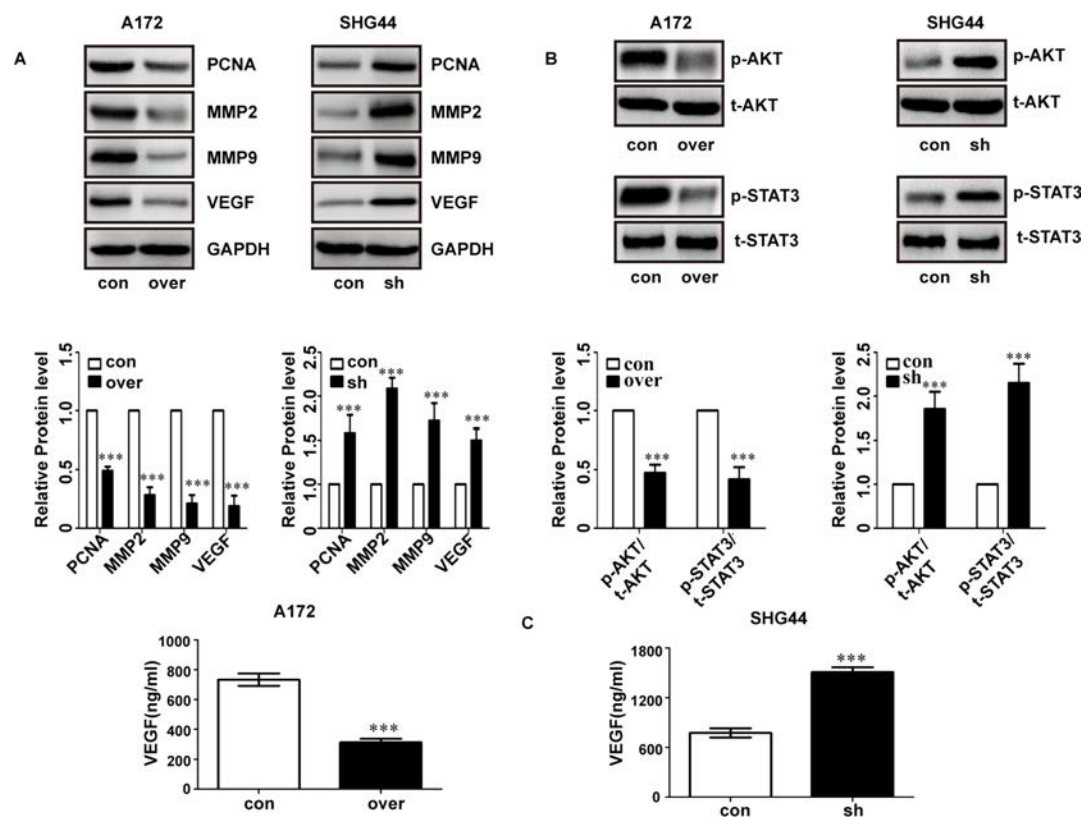 A172 SHG44
A
PCNA PCNA
MMP2 MMP2
MMP9 MMP9
VEGF VEGF
GAPDH GAPDH
con over con sh
A172 SHG44
B
p-AKT p-AKT
t-AKT t-AKT
con over con sh
p-STAT3 p-STAT3
t-STAT3 t-STAT3
con over con sh
Relative Protein level
1.5
1.0
0.5
0
con
over
***
***
***
***
PCNA
MMP2
MMP9
VEGF
Relative Protein level
2.5
2.0
1.5
1.0
0.5
0
con
sh
***
***
***
***
PCNA
MMP2
MMP9
VEGF
Relative Protein level
1.5
1.0
0.5
0
con
over
***
***
p-AKT/
t-AKT
p-STAT3/
t-STAT3
Relative Protein level
2.0
1.5
1.0
0.5
0
con
sh
***
***
p-AKT/
t-AKT
p-STAT3/
t-STAT3
A172
VEGF(ng/ml)
1000
800
600
400
200
0
***
con over
C
SHG44
VEGF(ng/ml)
1800
1200
600
0
***
con sh